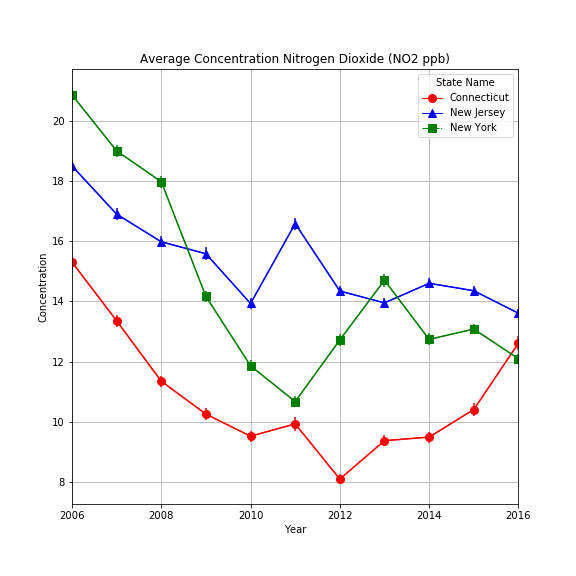 Average Concentration Nitrogen Dioxide (NO2 ppb)
State Name
Connecticut
New Jersey
New York
Concentration
20
18
16
14
12
10
8
2006 2008 2010 2012 2014 2016
Year